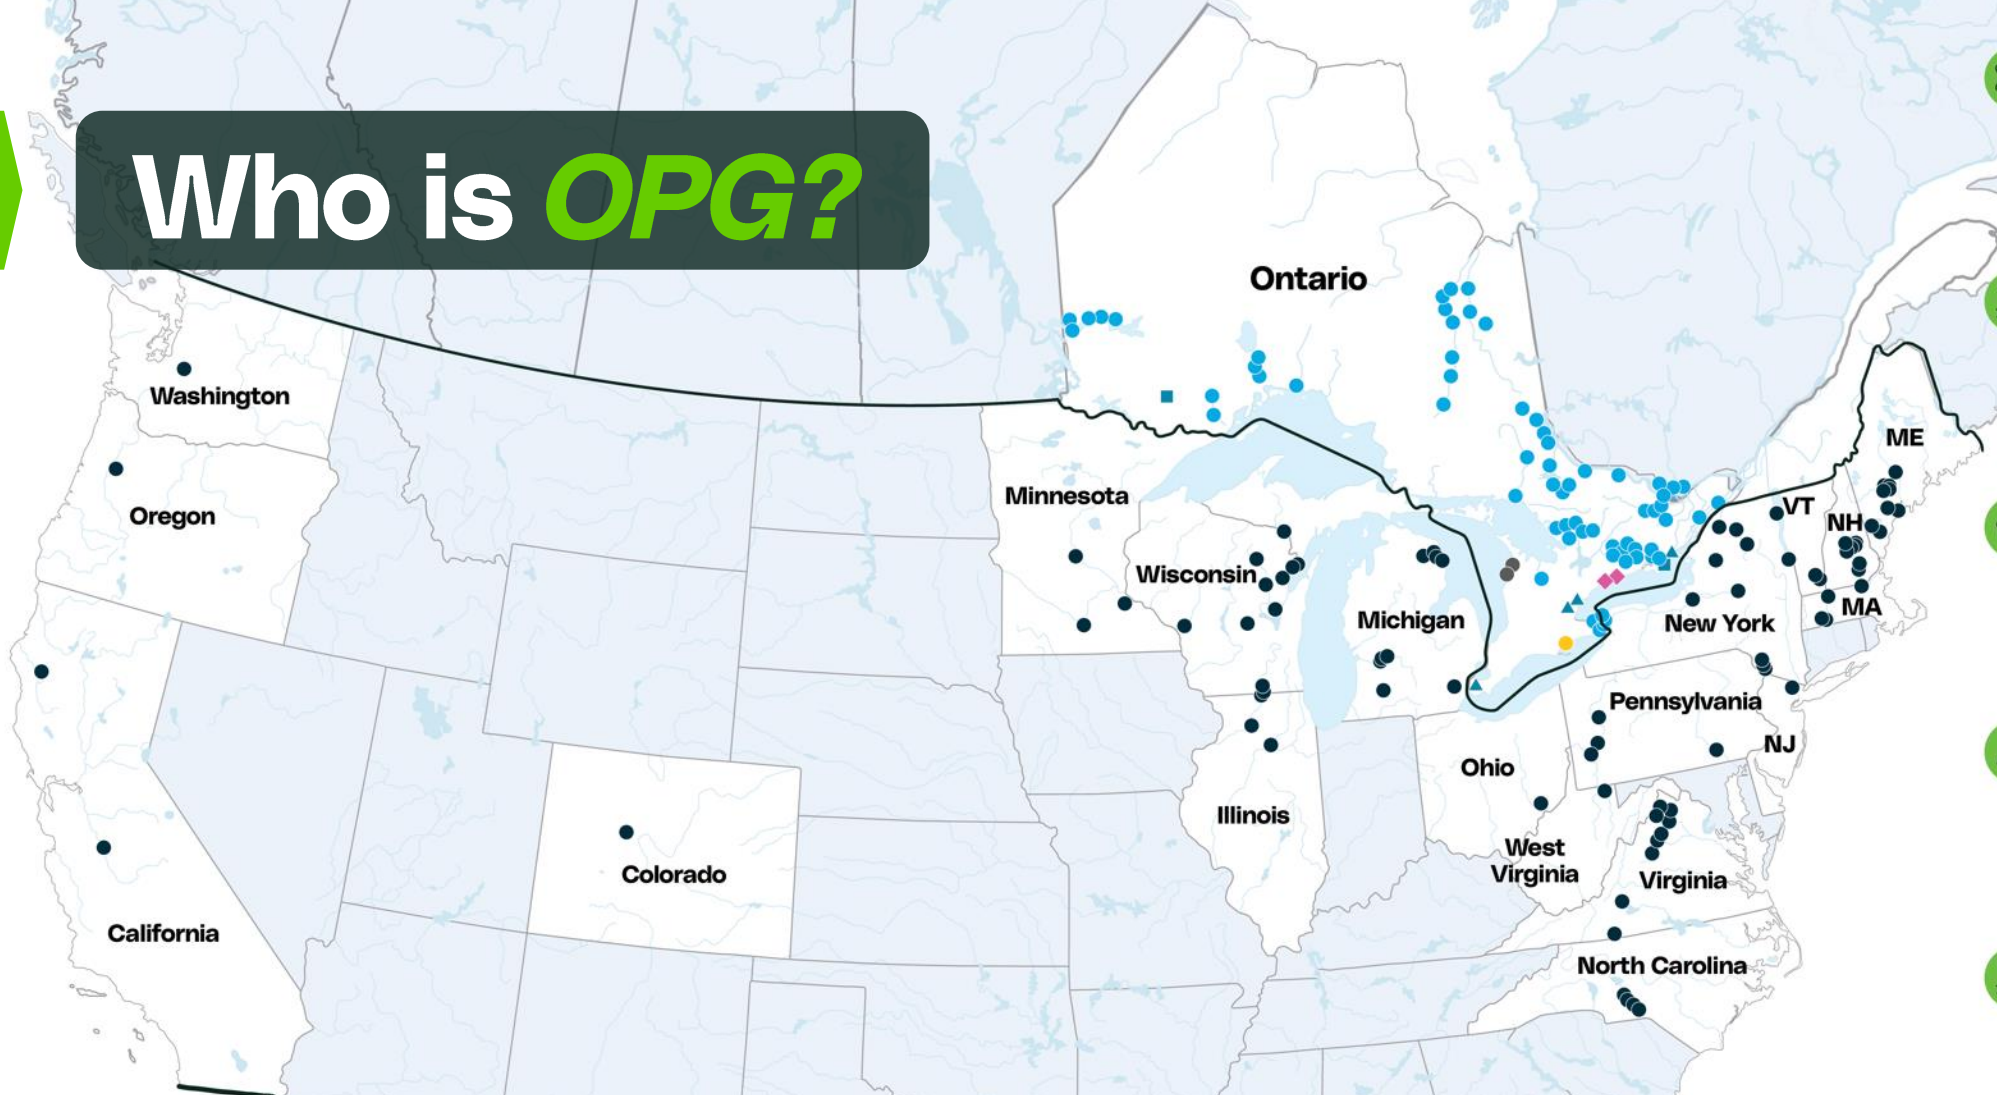 Who is OPG?
Ontario
Washington
Oregon
California
Colorado
Minnesota
Wisconsin
Michigan
Illinois
Ohio
West
Virginia
Virginia
North Carolina
Pennsylvania
NJ
New York
MA
NH
VT
ME